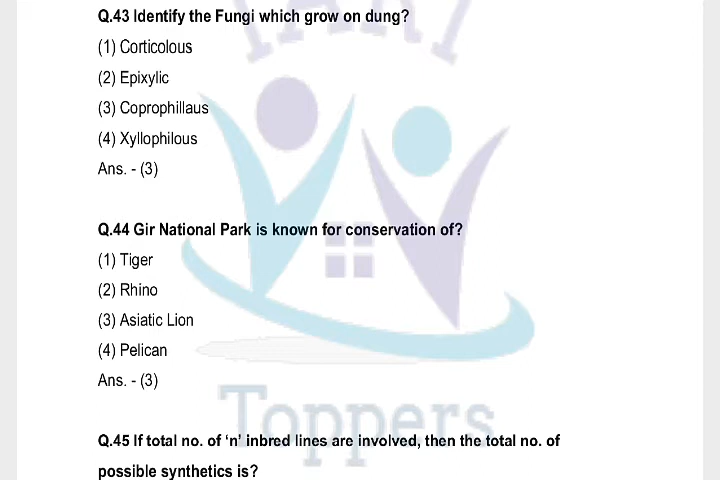 IARI
Q.43 Identify the Fungi which grow on dung?
(1) Corticolous
(2) Epixylic
(3) Coprophillaus
(4) Xyllophilous
Ans. - (3)
Q.44 Gir National Park is known for conservation of?
(1) Tiger
(2) Rhino
(3) Asiatic Lion
(4) Pelican
Ans. - (3)
Toppers
Q.45 If total no. of ‘n’ inbred lines are involved, then the total no. of
possible synthetics is?